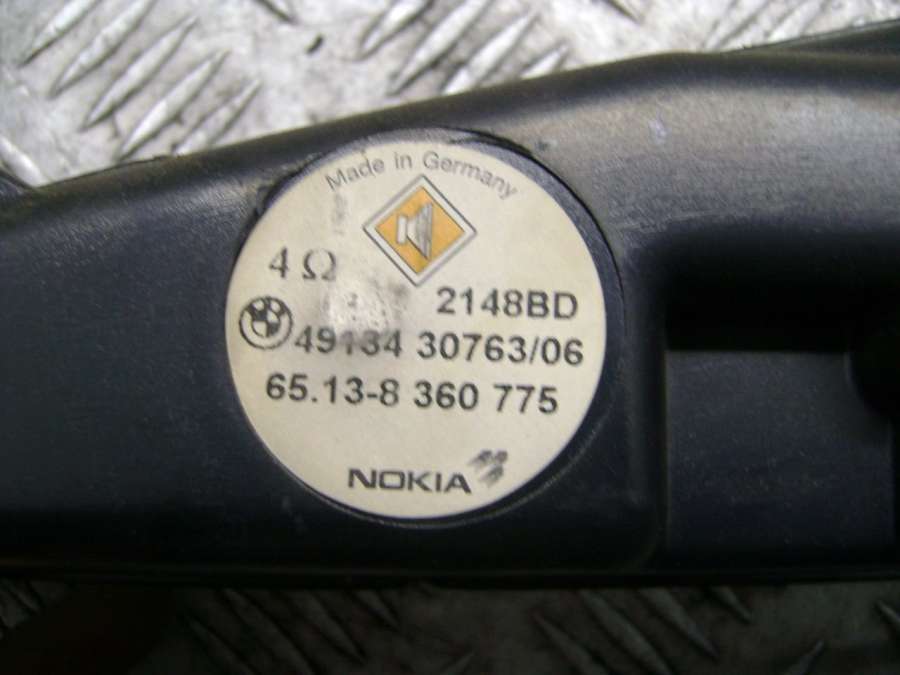 Made in Germany
4 Ω
2148BD
49134 30763/06
65.13-8 360 775
NOKIA